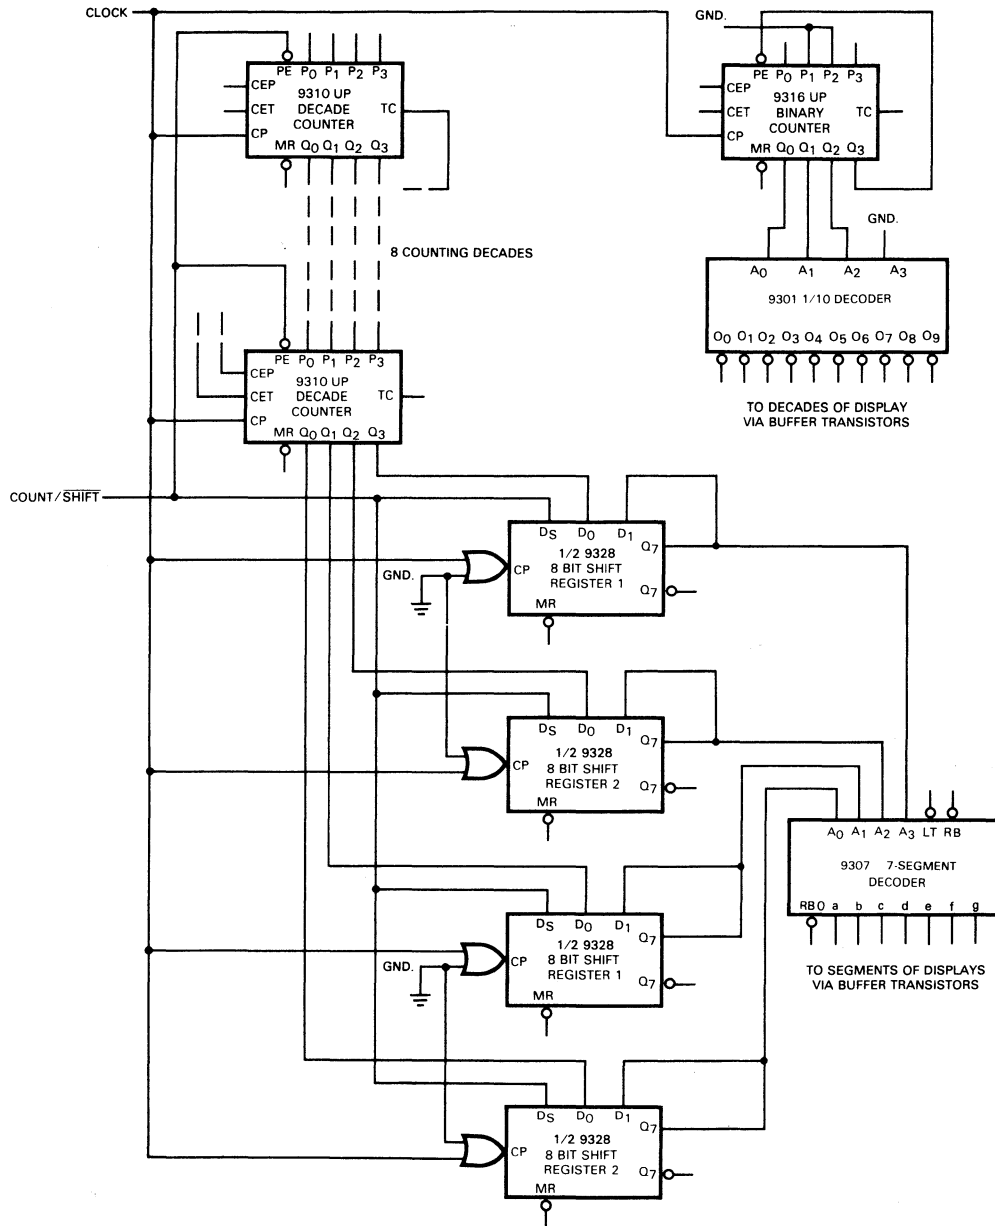 CLOCK
GND.
PE P0 P1 P2 P3
CEP
CET
CP
9310 UP
DECADE
COUNTER
TC
MR Q0 Q1 Q2 Q3
PE P0 P1 P2 P3
CEP
CET
CP
9316 UP
BINARY
COUNTER
TC
MR Q0 Q1 Q2 Q3
8 COUNTING DECADES
GND.
A0 A1 A2 A3
9301 1/10 DECODER
O0 O1 O2 O3 O4 O5 O6 O7 O8 O9
TO DECADES OF DISPLAY
VIA BUFFER TRANSISTORS
PE P0 P1 P2 P3
CEP
CET
CP
9310 UP
DECADE
COUNTER
TC
MR Q0 Q1 Q2 Q3
COUNT/SHIFT
DS D0 D1
Q7
1/2 9328
8 BIT SHIFT
REGISTER 1
CP
GND.
Q7
MR
DS D0 D1
Q7
1/2 9328
8 BIT SHIFT
REGISTER 2
CP
Q7
MR
A0 A1 A2 A3 LT RB
9307 7-SEGMENT
DECODER
RBO a b c d e f g
TO SEGMENTS OF DISPLAYS
VIA BUFFER TRANSISTORS
DS D0 D1
Q7
1/2 9328
8 BIT SHIFT
REGISTER 1
CP
GND.
Q7
MR
DS D0 D1
Q7
1/2 9328
8 BIT SHIFT
REGISTER 2
CP
Q7
MR